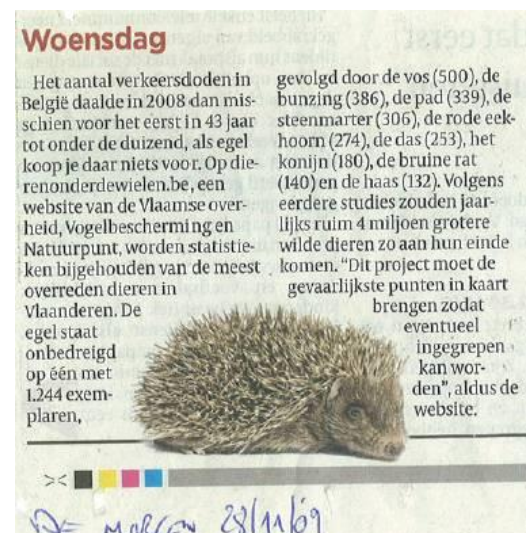 Woensdag
Het aantal verkeersdoden in
België daalde in 2008 dan mis-
schien voor het eerst in 43 jaar
tot onder de duizend, als egel
koop je daar niets voor. Op die-
renonderdewielen.be, een
website van de Vlaamse over-
heid, Vogelbescherming en
Natuurpunt, worden statistie-
ken bijgehouden van de meest
overreden dieren in
Vlaanderen. De
egel staat
onbedreigd
op één met
1.244 exem-
plaren,
gevolgd door de vos (500), de
bunzing (386), de pad (339), de
steenmarter (306), de rode eek-
hoorn (274), de das (253), het
konijn (180), de bruine rat
(140) en de haas (132). Volgens
eerdere studies zouden jaar-
lijks ruim 4 miljoen grotere
wilde dieren zo aan hun einde
komen. “Dit project moet de
gevaarlijkste punten in kaart
brengen zodat
eventueel
ingegrepen
kan wor-
den”, aldus de
website.
DE MORGEN 28/11/09